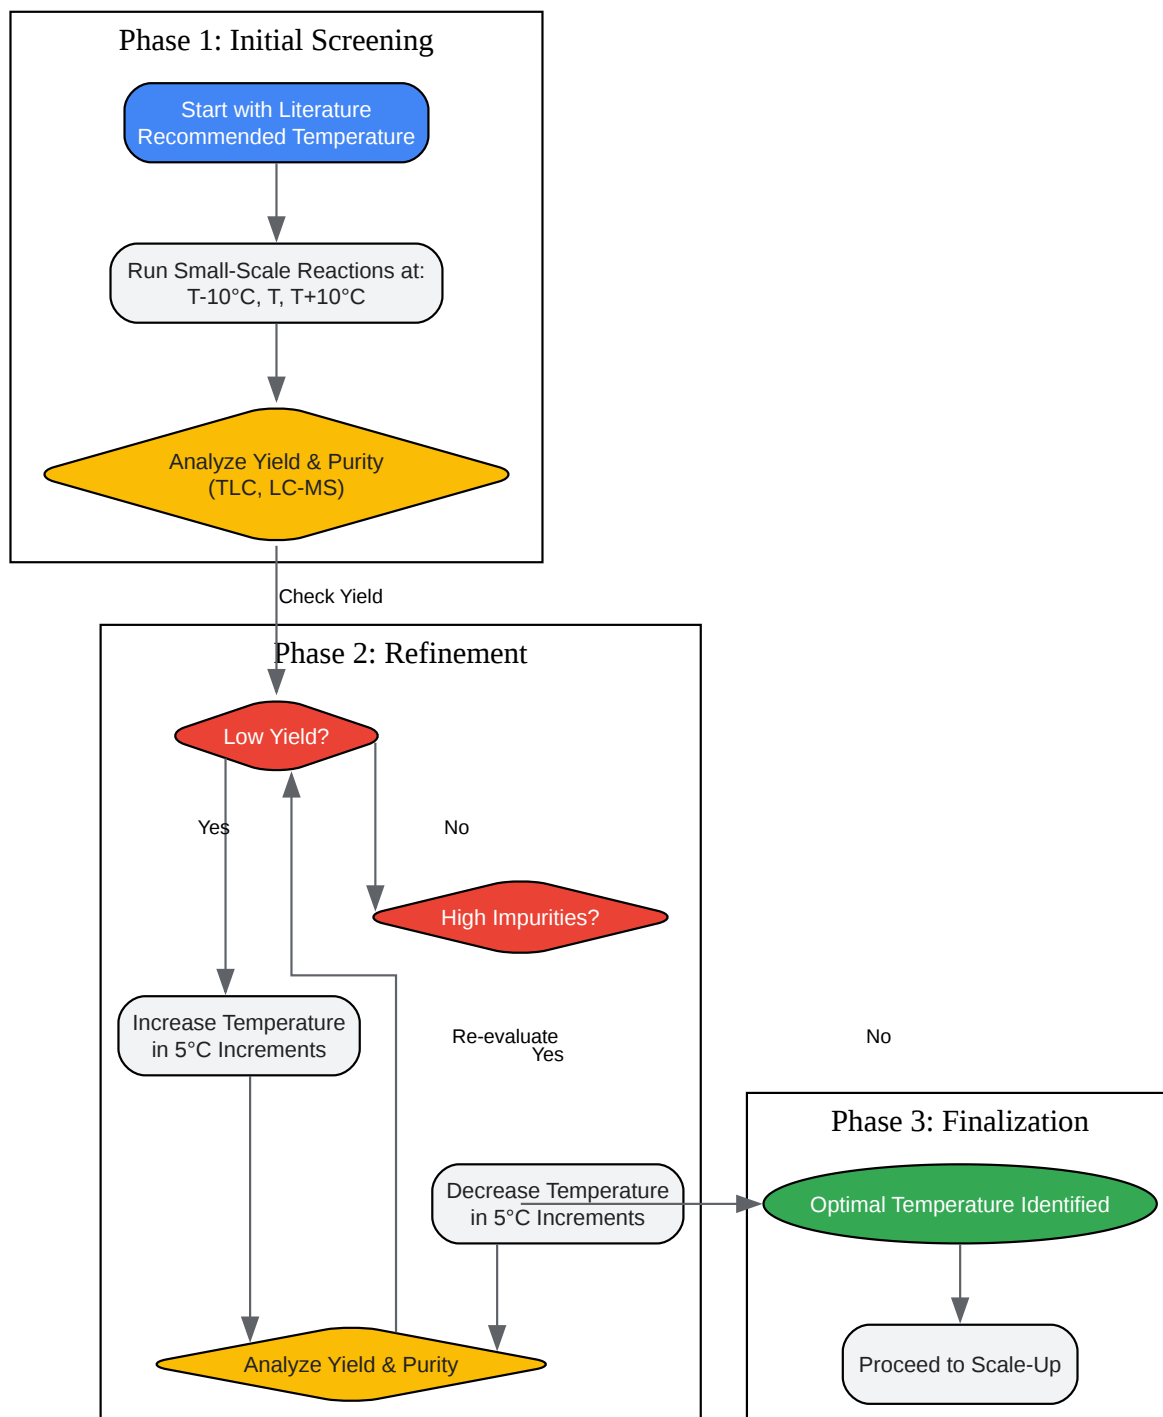 Phase 1: Initial Screening
Start with Literature
Recommended Temperature
Run Small-Scale Reactions at:
T-10°C, T, T+10°C
Analyze Yield & Purity
(TLC, LC-MS)
Check Yield
Phase 2: Refinement
Low Yield?
Yes
No
High Impurities?
Increase Temperature
in 5°C Increments
Re-evaluate
Yes
No
Phase 3: Finalization
Decrease Temperature
in 5°C Increments
Optimal Temperature Identified
Analyze Yield & Purity
Proceed to Scale-Up